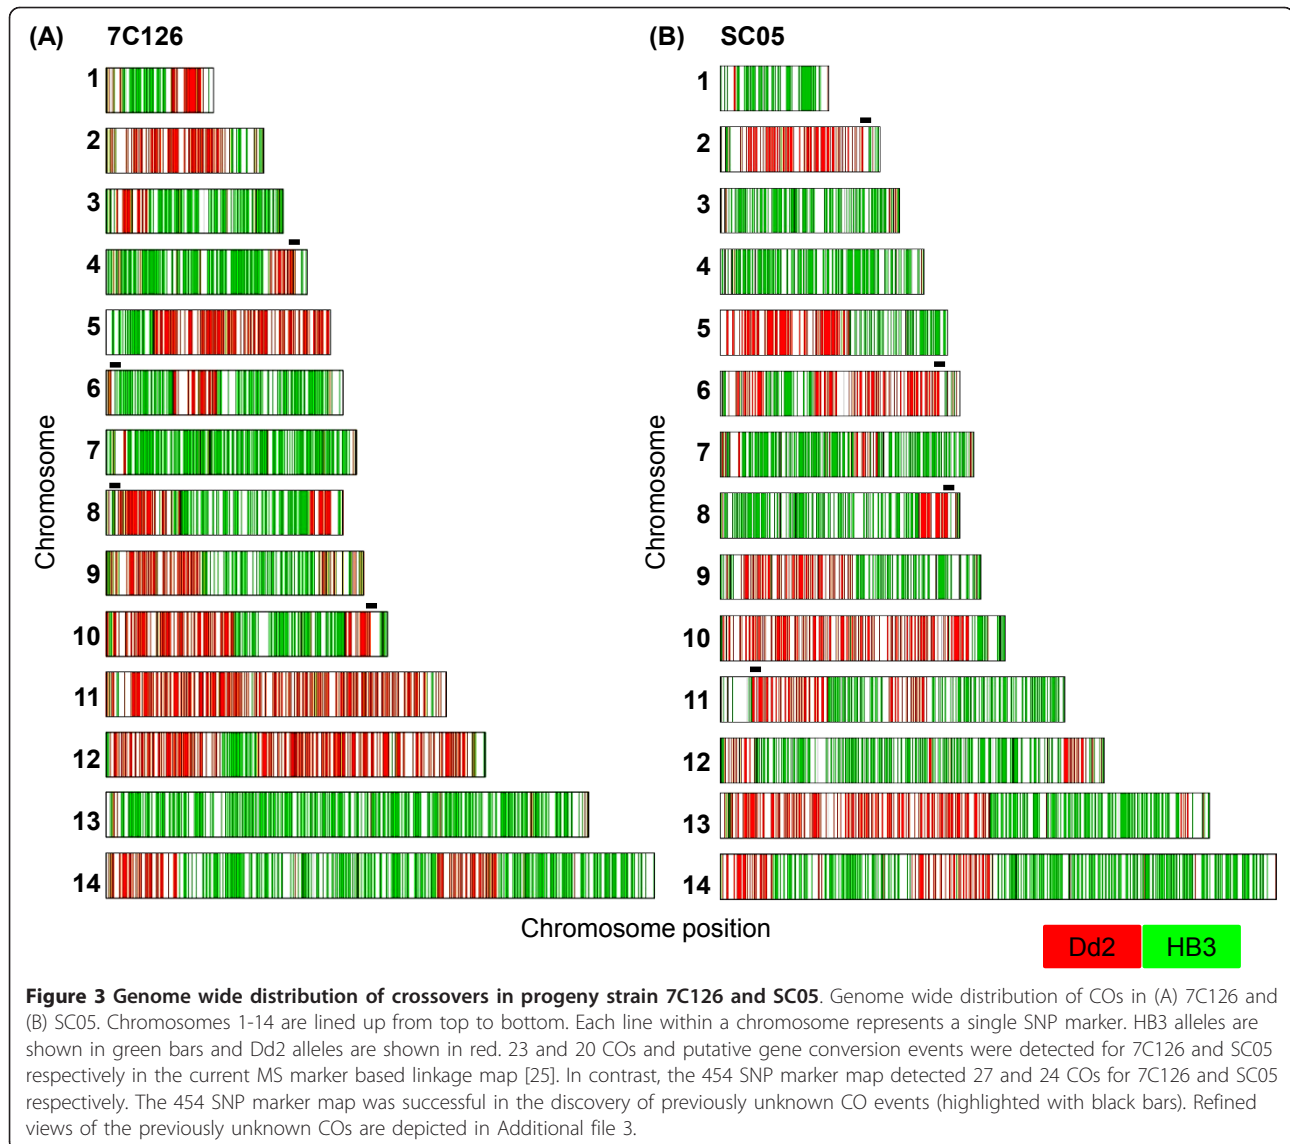 (A) 7C126
1
2
3
4
5
6
7
8
9
10
11
12
13
14
Chromosome
(B) SC05
1
2
3
4
5
6
7
8
9
10
11
12
13
14
Chromosome
Chromosome position
Dd2 HB3
Figure 3 Genome wide distribution of crossovers in progeny strain 7C126 and SC05. Genome wide distribution of COs in (A) 7C126 and
(B) SC05. Chromosomes 1-14 are lined up from top to bottom. Each line within a chromosome represents a single SNP marker. HB3 alleles are
shown in green bars and Dd2 alleles are shown in red. 23 and 20 COs and putative gene conversion events were detected for 7C126 and SC05
respectively in the current MS marker based linkage map [25]. In contrast, the 454 SNP marker map detected 27 and 24 COs for 7C126 and SC05
respectively. The 454 SNP marker map was successful in the discovery of previously unknown CO events (highlighted with black bars). Refined
views of the previously unknown COs are depicted in Additional file 3.